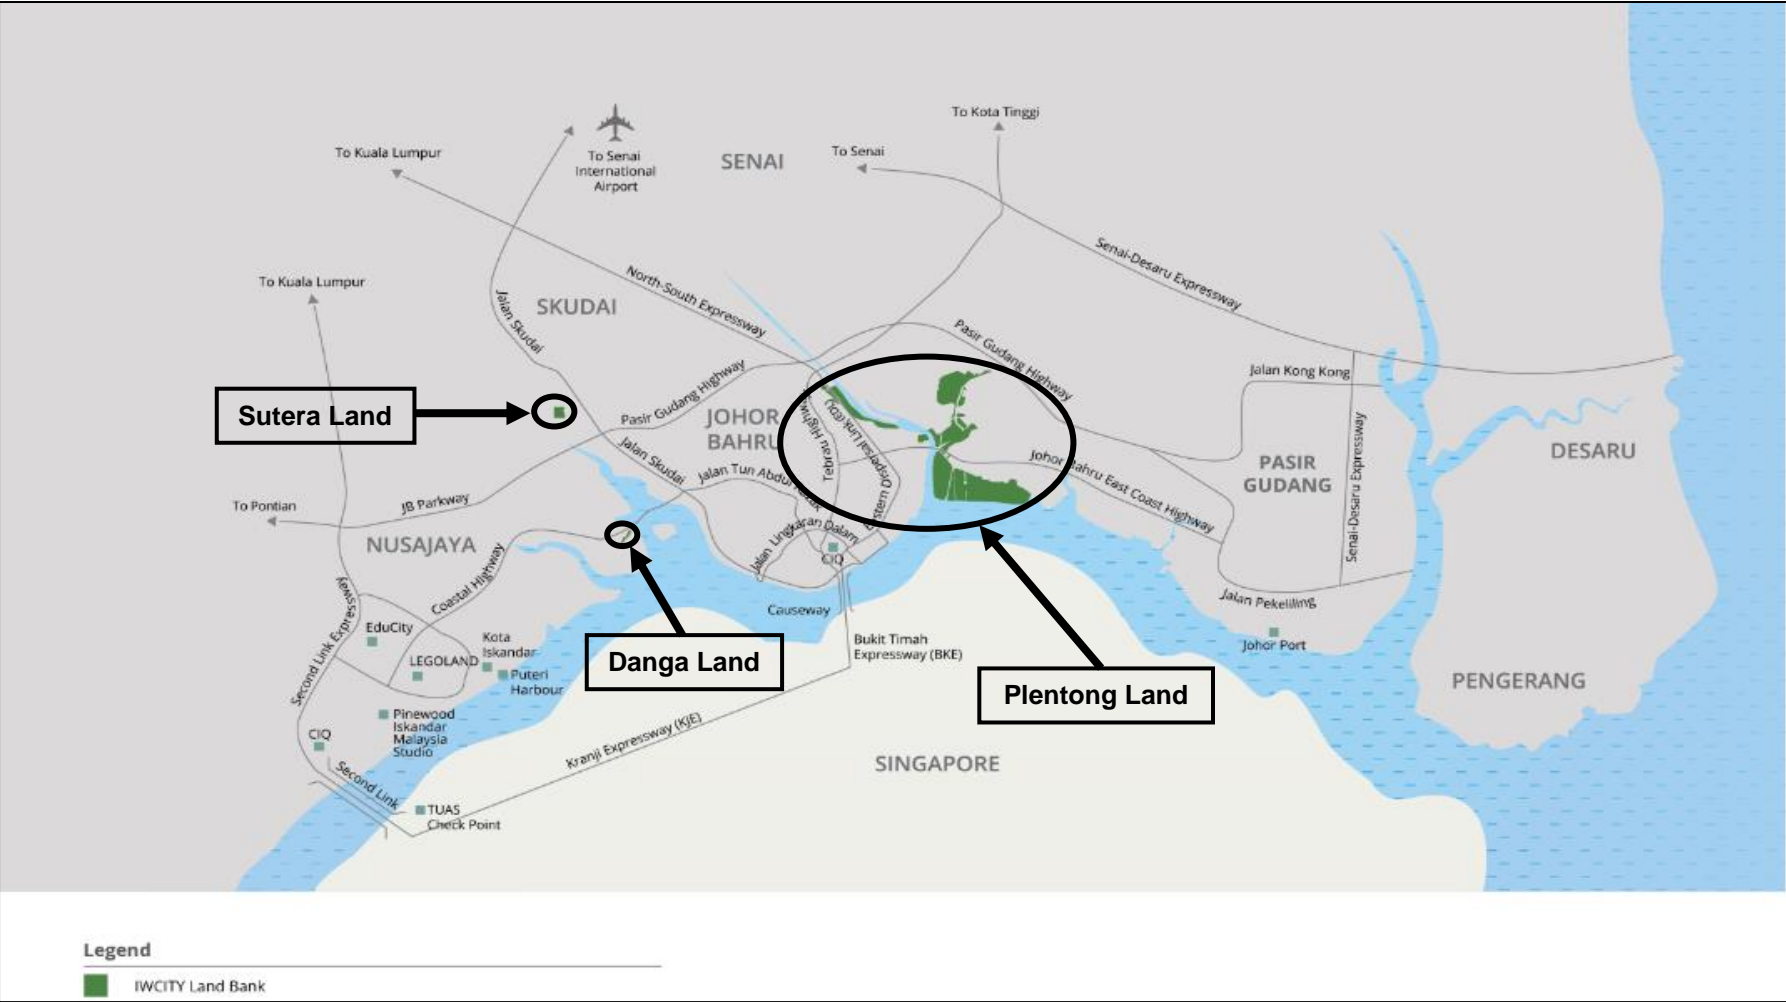 To Kota Tinggi
To Kuala Lumpur
To Senai
International
Airport
SENAI
To Senai
Senai-Desaru Expressway
To Kuala Lumpur
North-South Expressway
SKUDAI
Jalan Skudai
Pasir Gudang Highway
Jalan Kong Kong
Sutera Land
Pasir Gudang Highway
JOHOR
BAHRU
Tebrau Highway
Eastern Dispersal Link (EDL)
Senai-Desaru Expressway
DESARU
Jalan Skudai
Jalan Tun Abdul Razak
Johor Bahru East Coast Highway
PASIR
GUDANG
To Pontian
JB Parkway
NUSAJAYA
Jalan Lingkaran Dalam
CIQ
Coastal Highway
Second Link Expressway
Causeway
Jalan Pekeliling
EduCity
Kota
Iskandar
LEGOLAND
Puteri
Harbour
Danga Land
Bukit Timah
Expressway (BKE)
Johor Port
Plentong Land
PENGERANG
Pinewood
Iskandar
Malaysia
Studio
CIQ
Second Link
Kranji Expressway (KJE)
SINGAPORE
TUAS
Check Point
Legend
IWCITY Land Bank